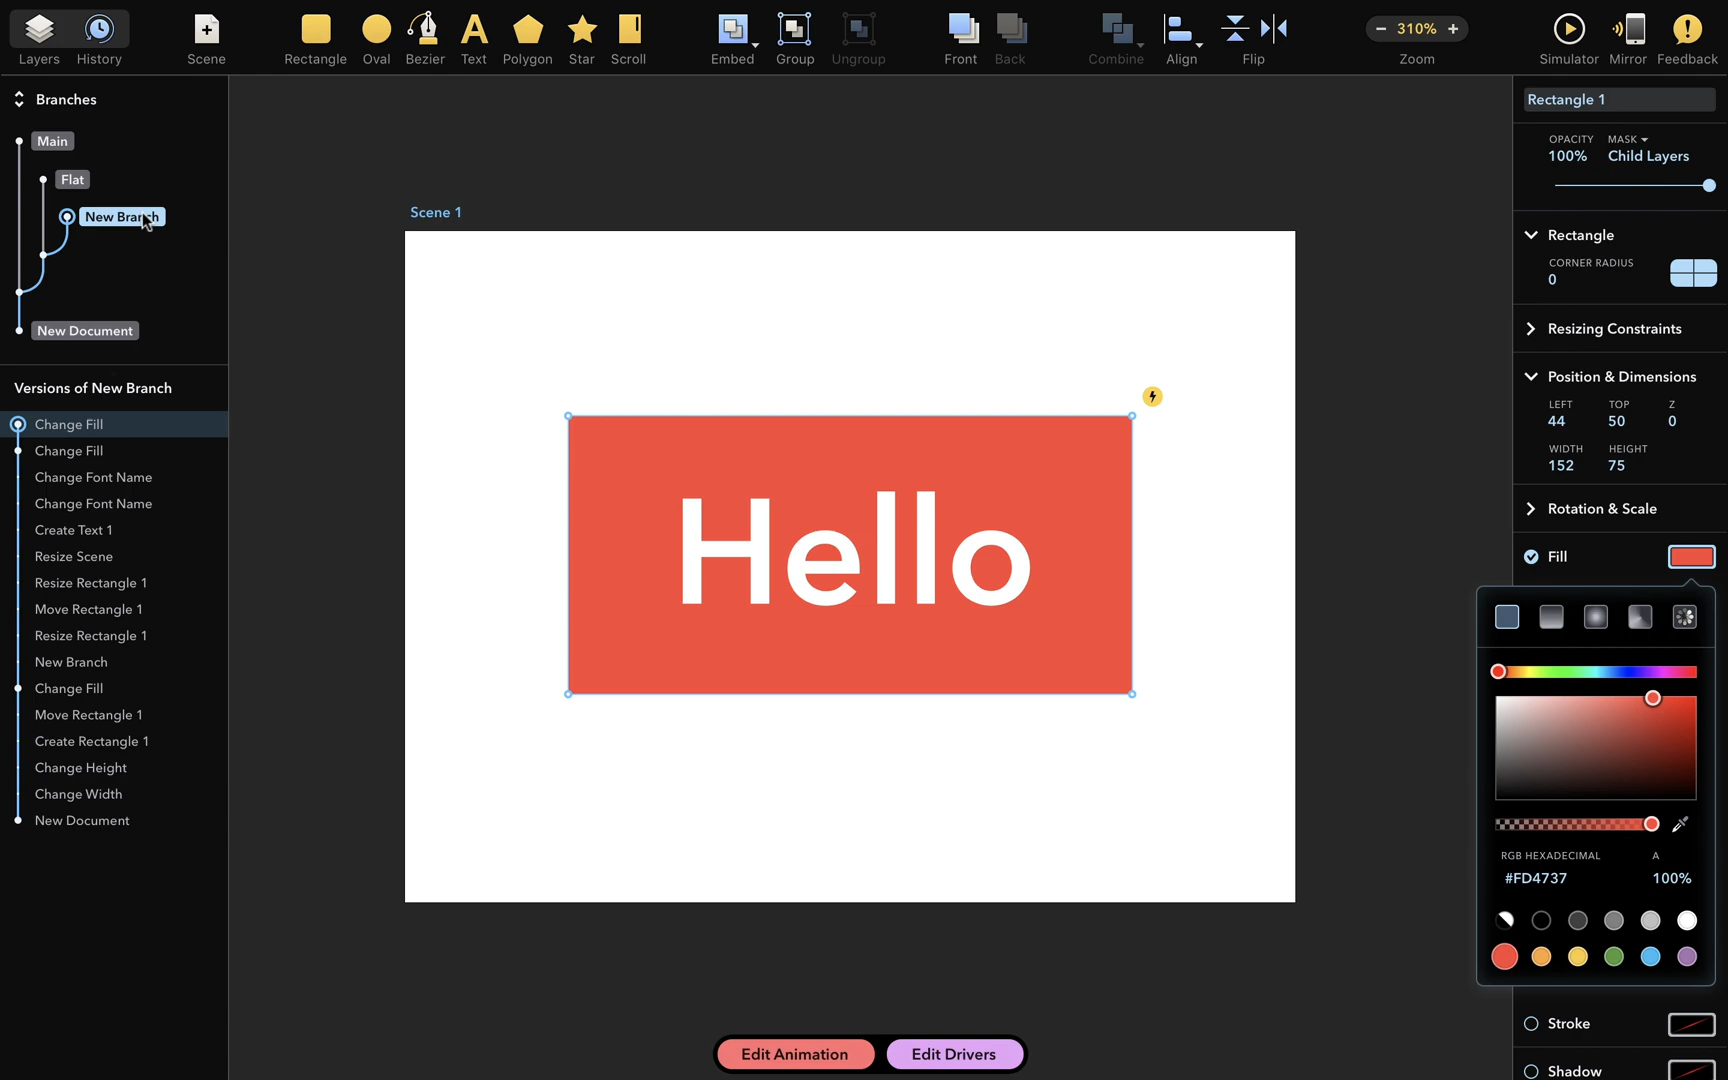 Layers History Scene Rectangle Oval Bezier Text Polygon Star Scroll Embed Group Ungroup Front Back Combine Align Flip 310% Zoom Simulator Mirror Feedback
Branches
Main
Flat
New Branch
New Document
Versions of New Branch
Change Fill
Change Fill
Change Font Name
Change Font Name
Create Text 1
Resize Scene
Resize Rectangle 1
Move Rectangle 1
Resize Rectangle 1
New Branch
Change Fill
Move Rectangle 1
Create Rectangle 1
Change Height
Change Width
New Document
Scene 1
Hello
Edit Animation Edit Drivers
Rectangle 1
OPACITY MASK
100% Child Layers
Rectangle
CORNER RADIUS
0
Resizing Constraints
Position & Dimensions
LEFT TOP Z
44 50 0
WIDTH HEIGHT
152 75
Rotation & Scale
Fill
RGB HEXADECIMAL A
#FD4737 100%
Stroke
Shadow